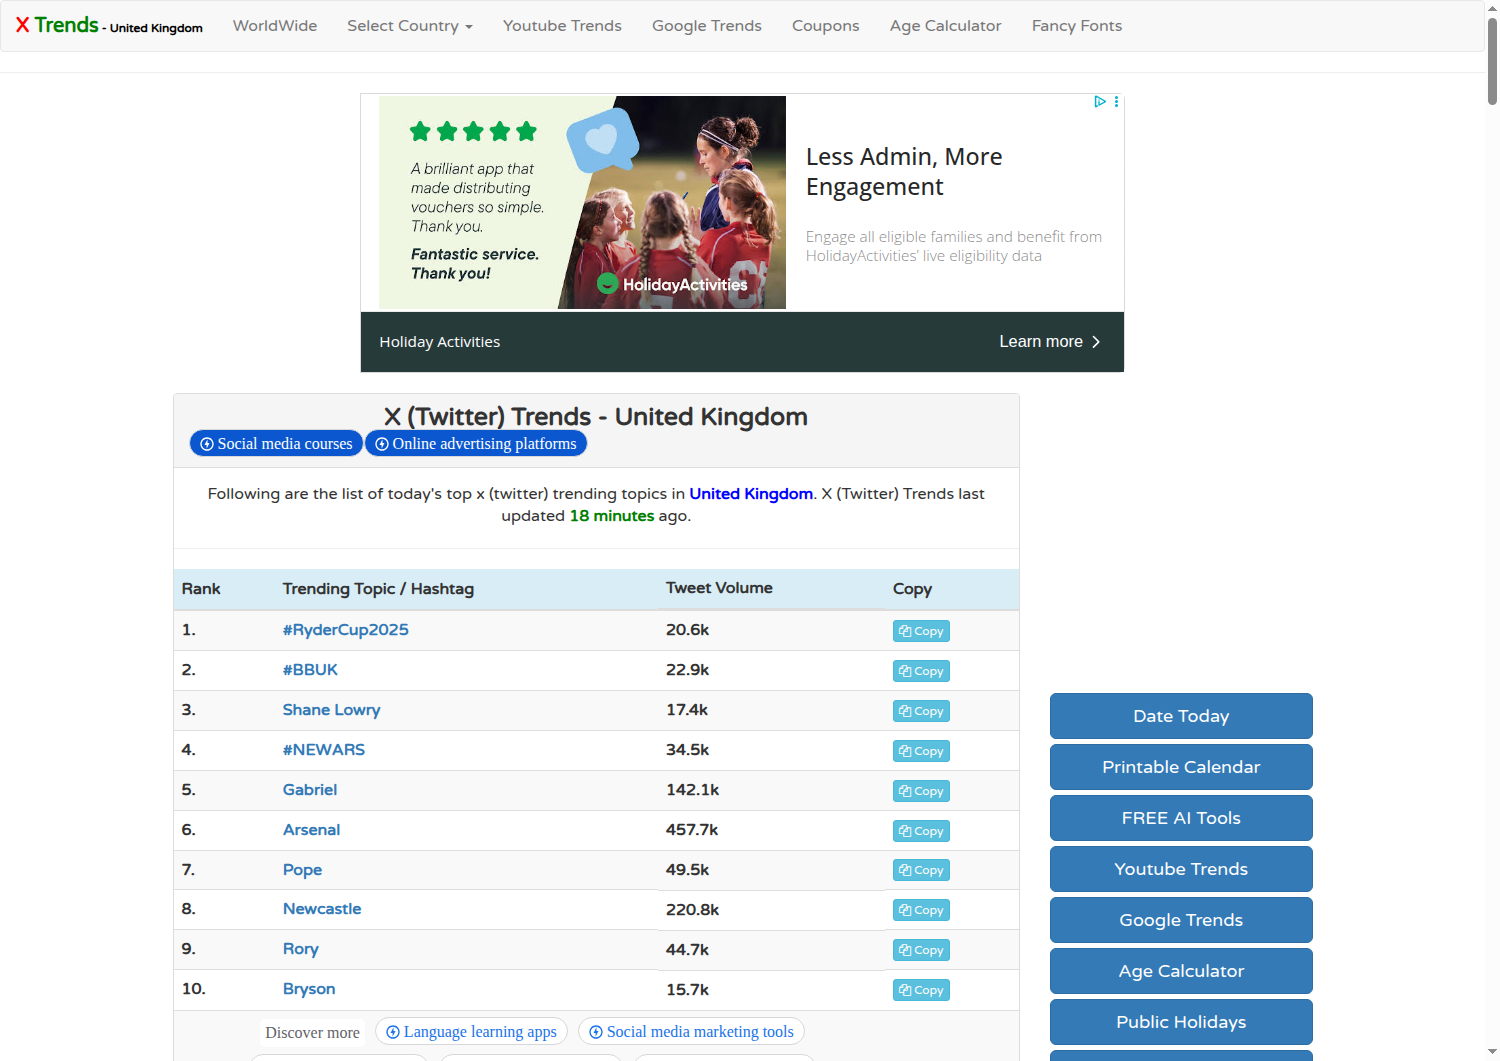 X Trends - United Kingdom WorldWide Select Country Youtube Trends Google Trends Coupons Age Calculator Fancy Fonts
A brilliant app that
made distributing
vouchers so simple.
Thank you.
Fantastic service.
Thank you!
HolidayActivities
Less Admin, More
Engagement
Engage all eligible families and benefit from
HolidayActivities' live eligibility data
Holiday Activities Learn more
X (Twitter) Trends - United Kingdom
Social media courses Online advertising platforms
Following are the list of today's top x (twitter) trending topics in United Kingdom. X (Twitter) Trends last
updated 18 minutes ago.
Rank Trending Topic / Hashtag Tweet Volume Copy
1. #RyderCup2025 20.6k Copy
2. #BBUK 22.9k Copy
3. Shane Lowry 17.4k Copy
4. #NEWARS 34.5k Copy
5. Gabriel 142.1k Copy
6. Arsenal 457.7k Copy
7. Pope 49.5k Copy
8. Newcastle 220.8k Copy
9. Rory 44.7k Copy
10. Bryson 15.7k Copy
Discover more Language learning apps Social media marketing tools
Date Today
Printable Calendar
FREE AI Tools
Youtube Trends
Google Trends
Age Calculator
Public Holidays